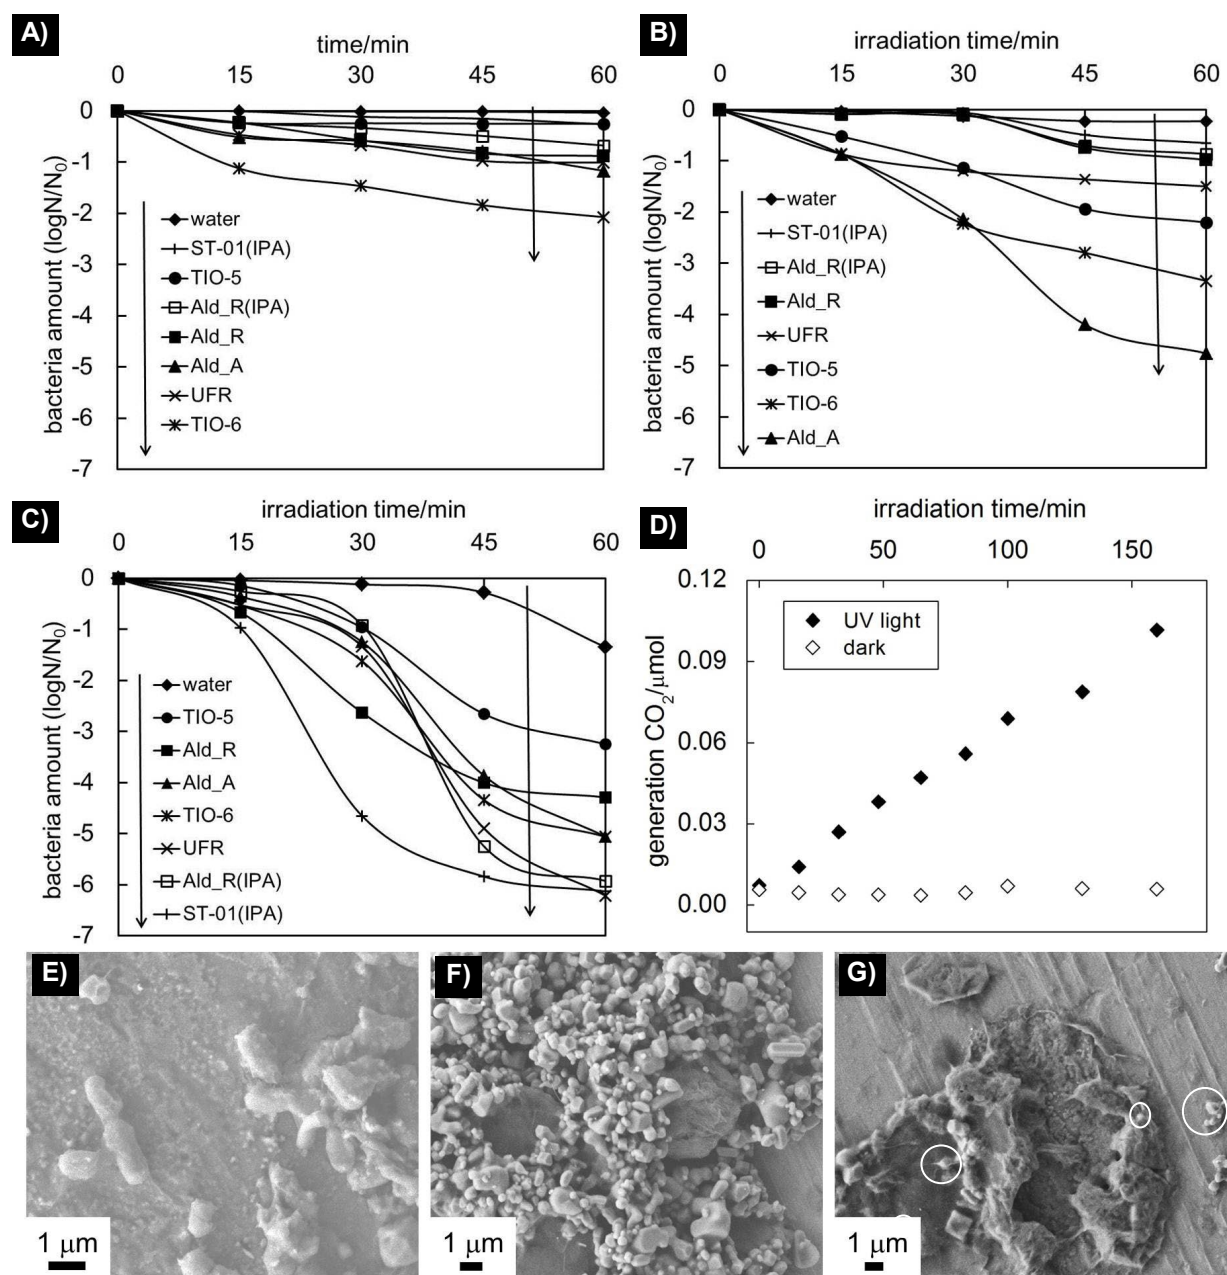 A)
time/min
0 15 30 45 60
0
-1
-2
-3
-4
-5
-6
-7
bacteria amount (logN/N0)
water
ST-01(IPA)
TIO-5
Ald_R(IPA)
Ald_R
Ald_A
UFR
TIO-6
B)
irradiation time/min
0 15 30 45 60
0
-1
-2
-3
-4
-5
-6
-7
bacteria amount (logN/N0)
water
ST-01(IPA)
Ald_R(IPA)
Ald_R
UFR
TIO-5
TIO-6
Ald_A
C)
irradiation time/min
0 15 30 45 60
0
-1
-2
-3
-4
-5
-6
-7
bacteria amount (logN/N0)
water
TIO-5
Ald_R
Ald_A
TIO-6
UFR
Ald_R(IPA)
ST-01(IPA)
D)
irradiation time/min
0 50 100 150
0.12
0.09
0.06
0.03
0.00
generation CO2/μmol
UV light
dark
E)
1 μm
F)
1 μm
G)
1 μm